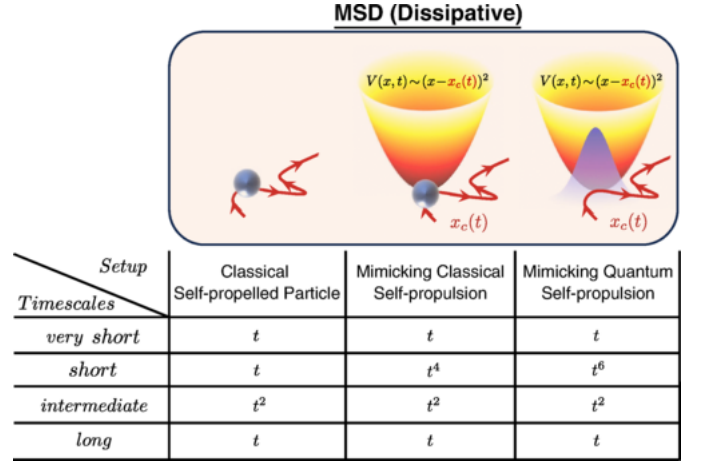 MSD (Dissipative)
V(x,t)~(x−x_c(t))² V(x,t)~(x−x_c(t))²
x_c(t) x_c(t)
Setup
Timescales
Classical Self-propelled Particle
Mimicking Classical Self-propulsion
Mimicking Quantum Self-propulsion
very short t t t
short t t⁴ t⁶
intermediate t² t² t²
long t t t